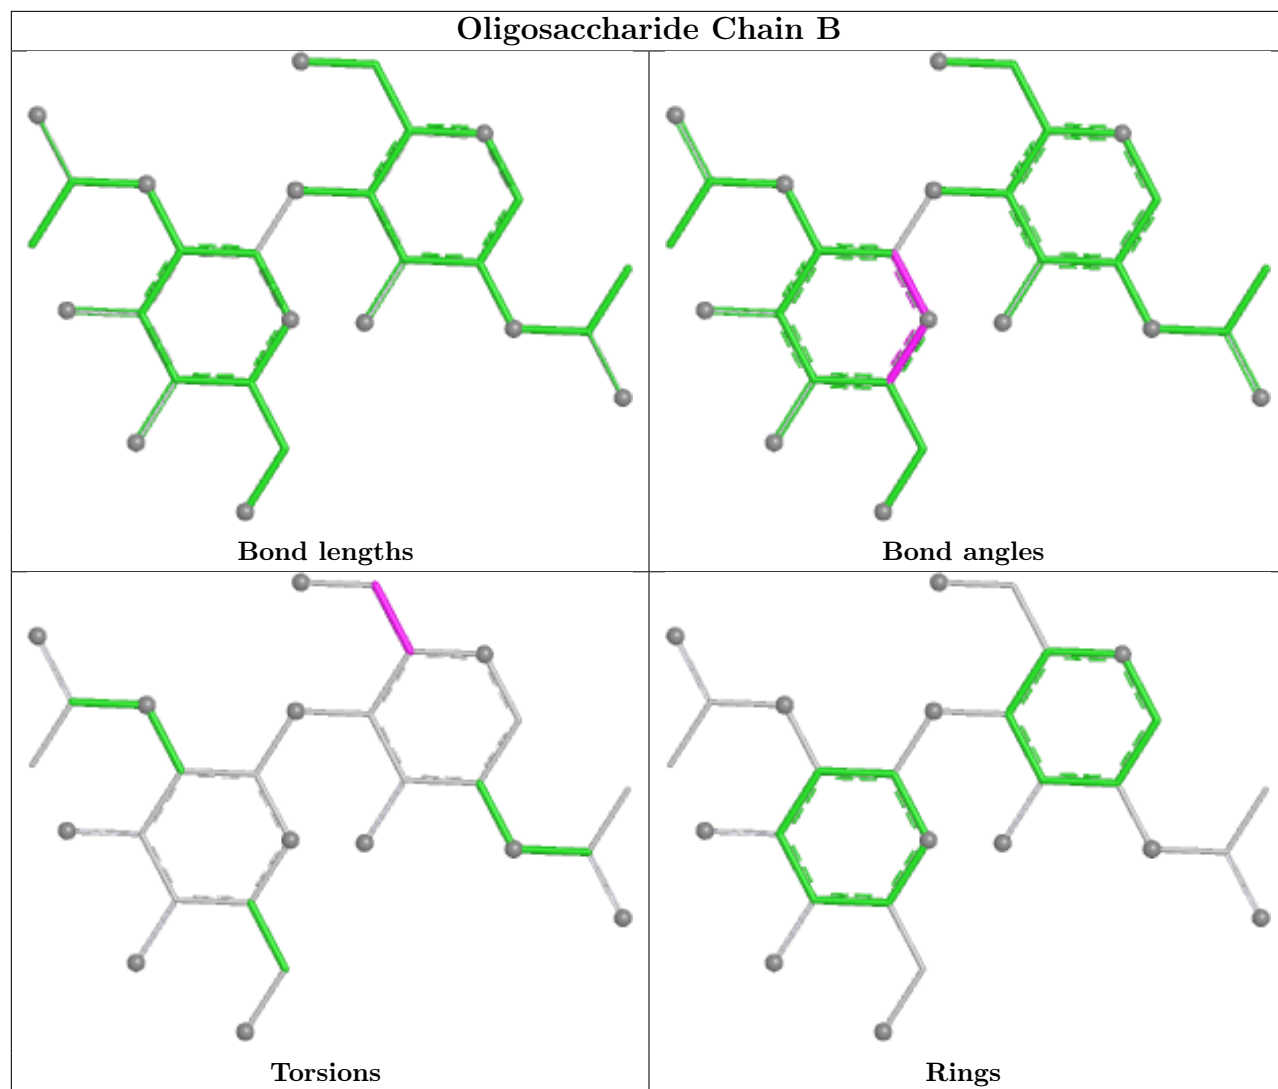 Oligosaccharide Chain B
Bond lengths
Bond angles
Torsions
Rings